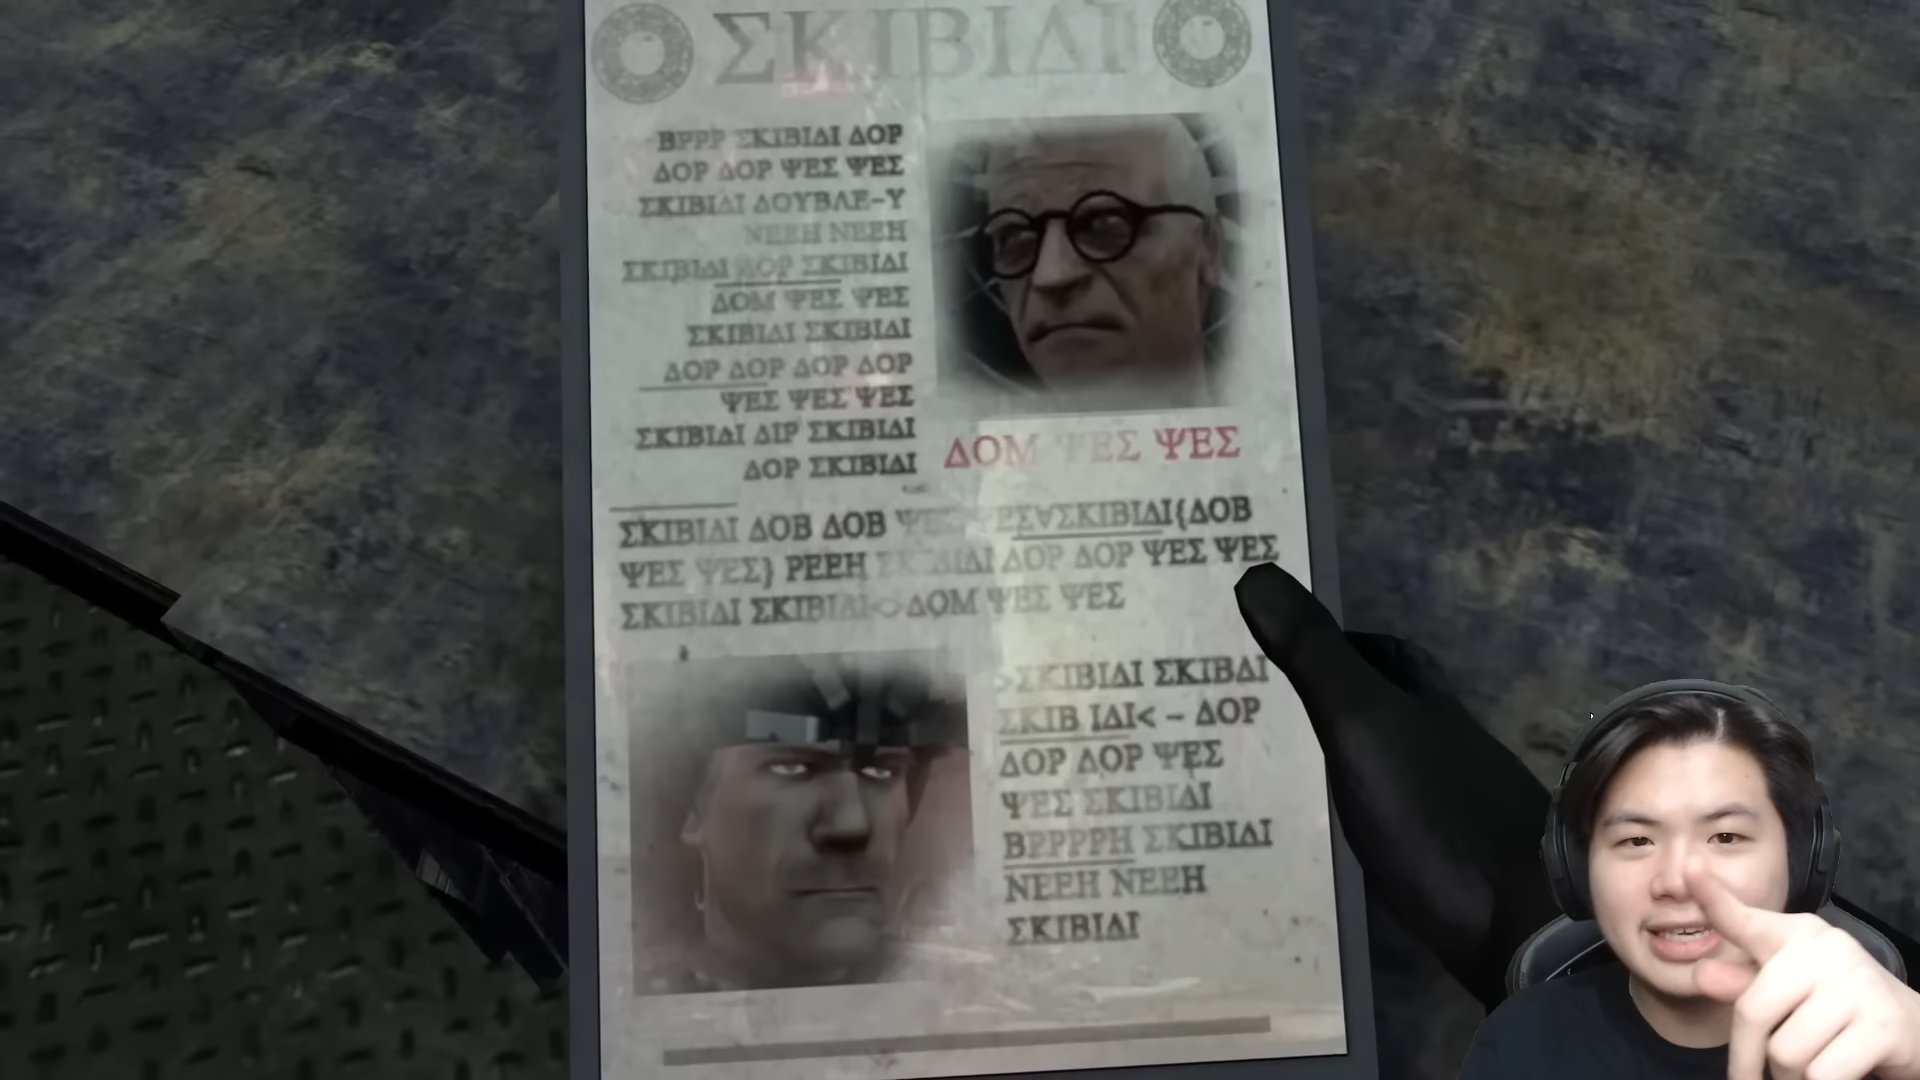 ΣΚΙΒΙΔΙ
ΒΡΡΡ ΣΚΙΒΙΔΙ ΔΟΡ
ΔΟΡ ΔΟΡ ΨΕΣ ΨΕΣ
ΣΚΙΒΙΔΙ ΔΟΥΒΛΕ-Υ
ΝΕΕΗ ΝΕΕΗ
ΣΚΙΒΙΔΙ ΔΟΡ ΣΚΙΒΙΔΙ
ΔΟΜ ΨΕΣ ΨΕΣ
ΣΚΙΒΙΔΙ ΣΚΙΒΙΔΙ
ΔΟΡ ΔΟΡ ΔΟΡ ΔΟΡ
ΨΕΣ ΨΕΣ ΨΕΣ
ΣΚΙΒΙΔΙ ΔΙΡ ΣΚΙΒΙΔΙ
ΔΟΡ ΣΚΙΒΙΔΙ
ΔΟΜ ΨΕΣ ΨΕΣ
ΣΚΙΒΙΔΙ ΔΟΒ ΔΟΒ
ΨΕΣ ΨΕΣ} ΡΕΕΗ ΣΚΙΒΙΔΙ ΔΟΡ ΔΟΡ ΨΕΣ ΨΕΣ
ΣΚΙΒΙΔΙ ΣΚΙΒΙΔΙ<>ΔΟΜ ΨΕΣ ΨΕΣ
>ΣΚΙΒΙΔΙ ΣΚΙΒΔΙ
ΣΚΙΒ ΙΔΙ< - ΔΟΡ
ΔΟΡ ΔΟΡ ΨΕΣ
ΨΕΣ ΣΚΙΒΙΔΙ
ΒΡΡΡΡΗ ΣΚΙΒΙΔΙ
ΝΕΕΗ ΝΕΕΗ
ΣΚΙΒΙΔΙ